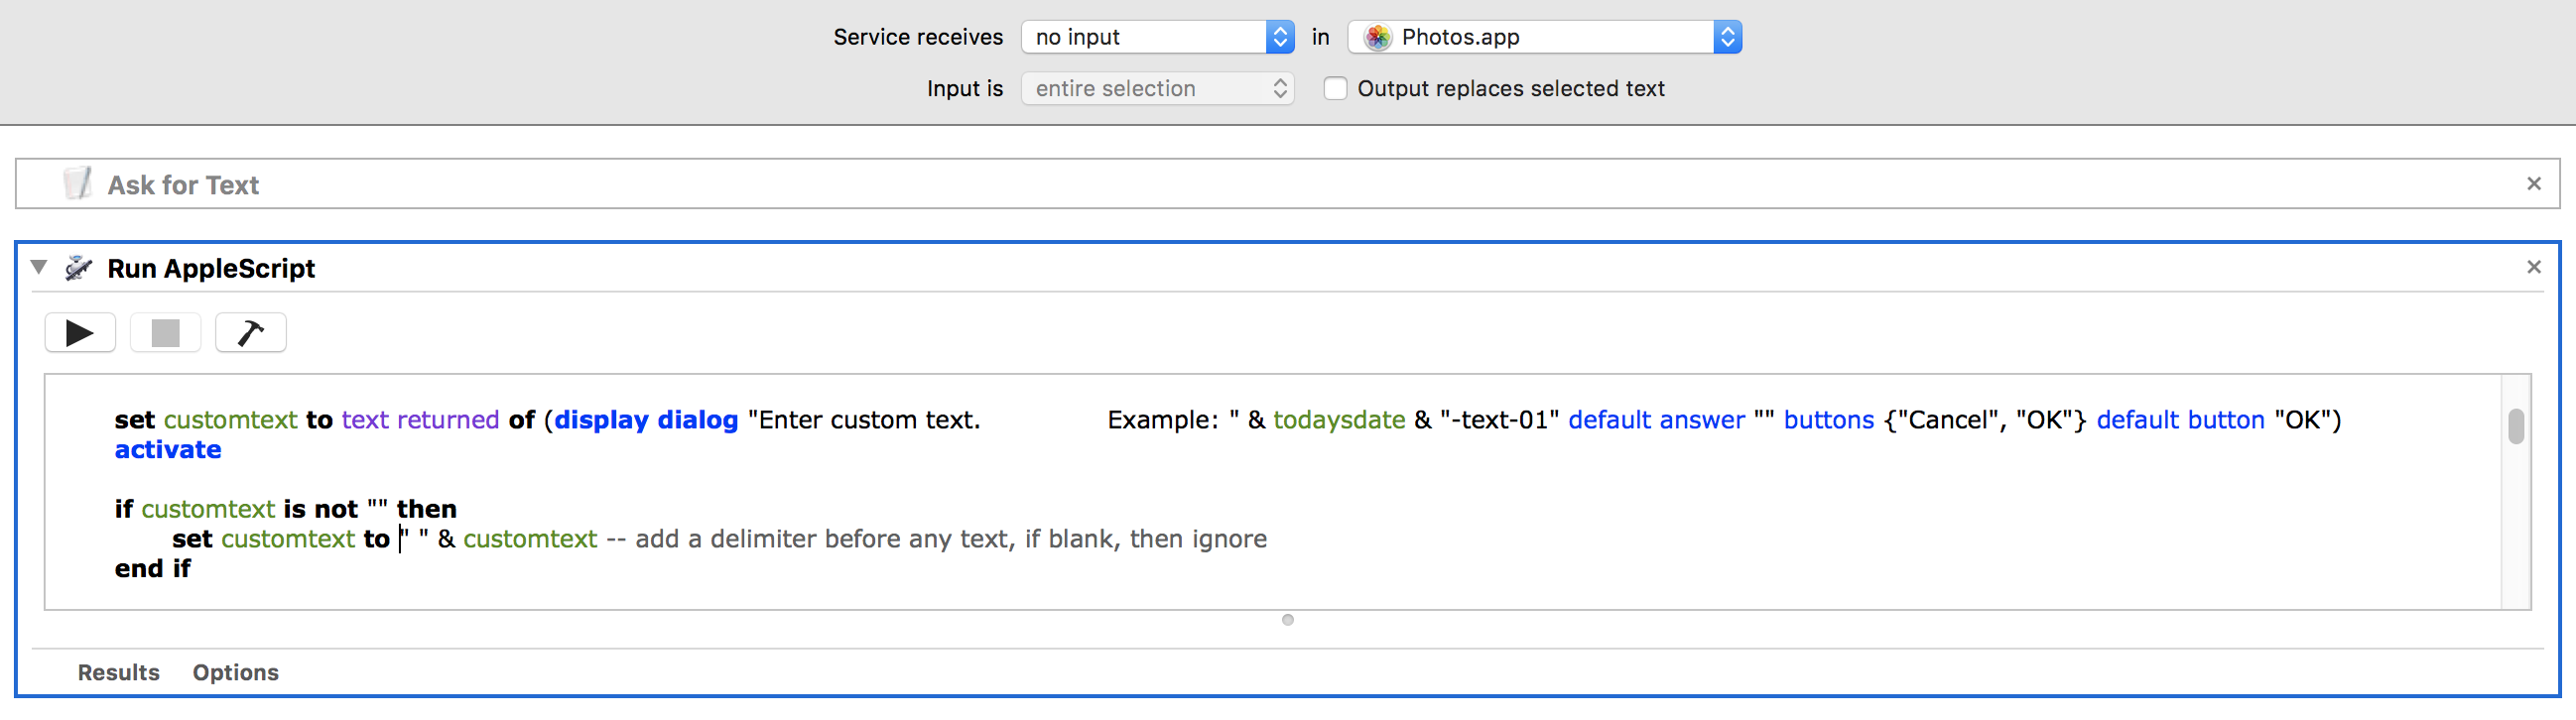 Service receives no input in Photos.app
Input is entire selection Output replaces selected text
Ask for Text
Run AppleScript
set customtext to text returned of (display dialog "Enter custom text. Example: " & todaysdate & "-text-01" default answer "" buttons {"Cancel", "OK"} default button "OK")
activate
if customtext is not "" then
set customtext to " " & customtext -- add a delimiter before any text, if blank, then ignore
end if
Results Options